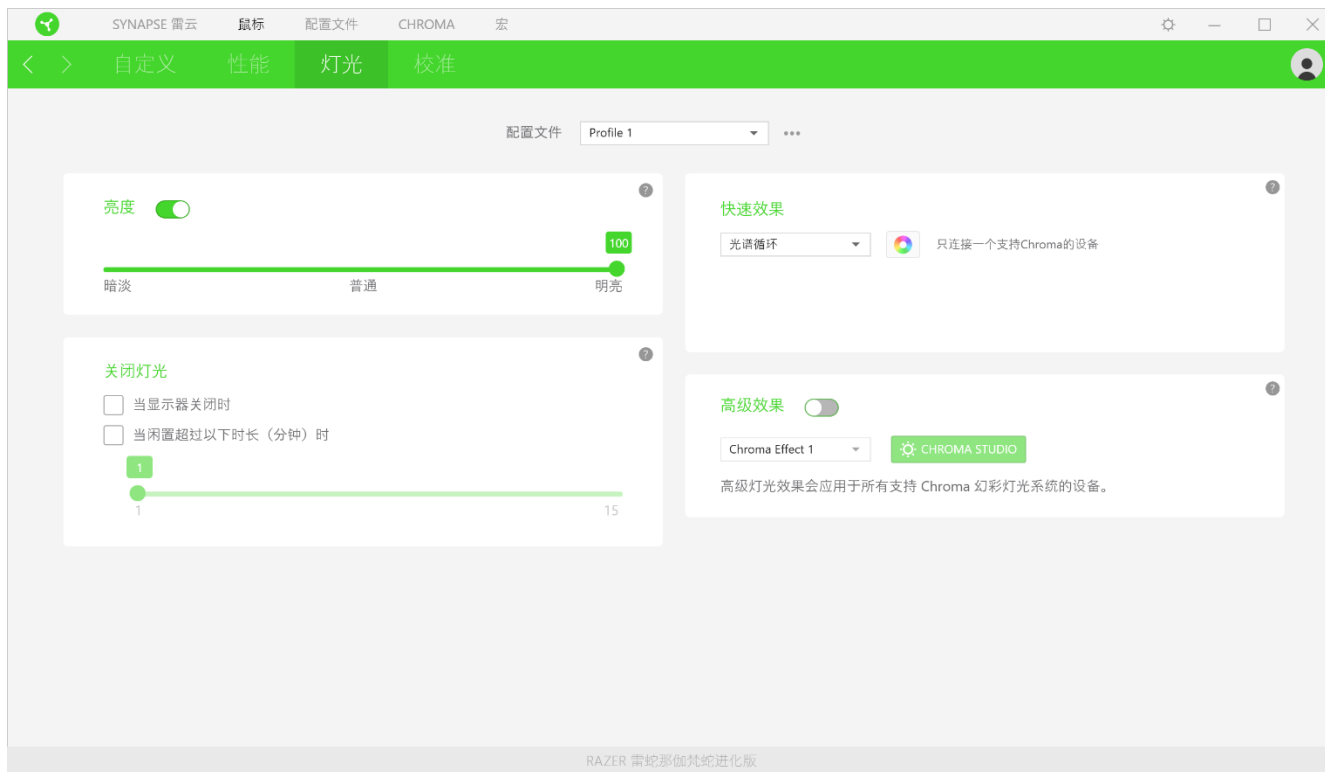 SYNAPSE 雷云 鼠标 配置文件 CHROMA 宏
自定义 性能 灯光 校准
配置文件 Profile 1
亮度
100
暗淡 普通 明亮
关闭灯光
当显示器关闭时
当闲置超过以下时长（分钟）时
1
1 15
快速效果
光谱循环 只连接一个支持Chroma的设备
高级效果
Chroma Effect 1 CHROMA STUDIO
高级灯光效果会应用于所有支持 Chroma 幻彩灯光系统的设备。
RAZER 雷蛇那伽梵蛇进化版